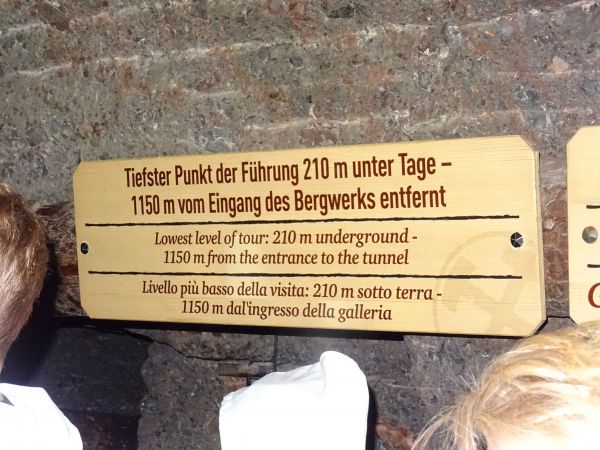 Tiefster Punkt der Führung 210 m unter Tage –
1150 m vom Eingang des Bergwerks entfernt
Lowest level of tour: 210 m underground -
1150 m from the entrance to the tunnel
Livello più basso della visita: 210 m sotto terra -
1150 m dal'ingresso della galleria